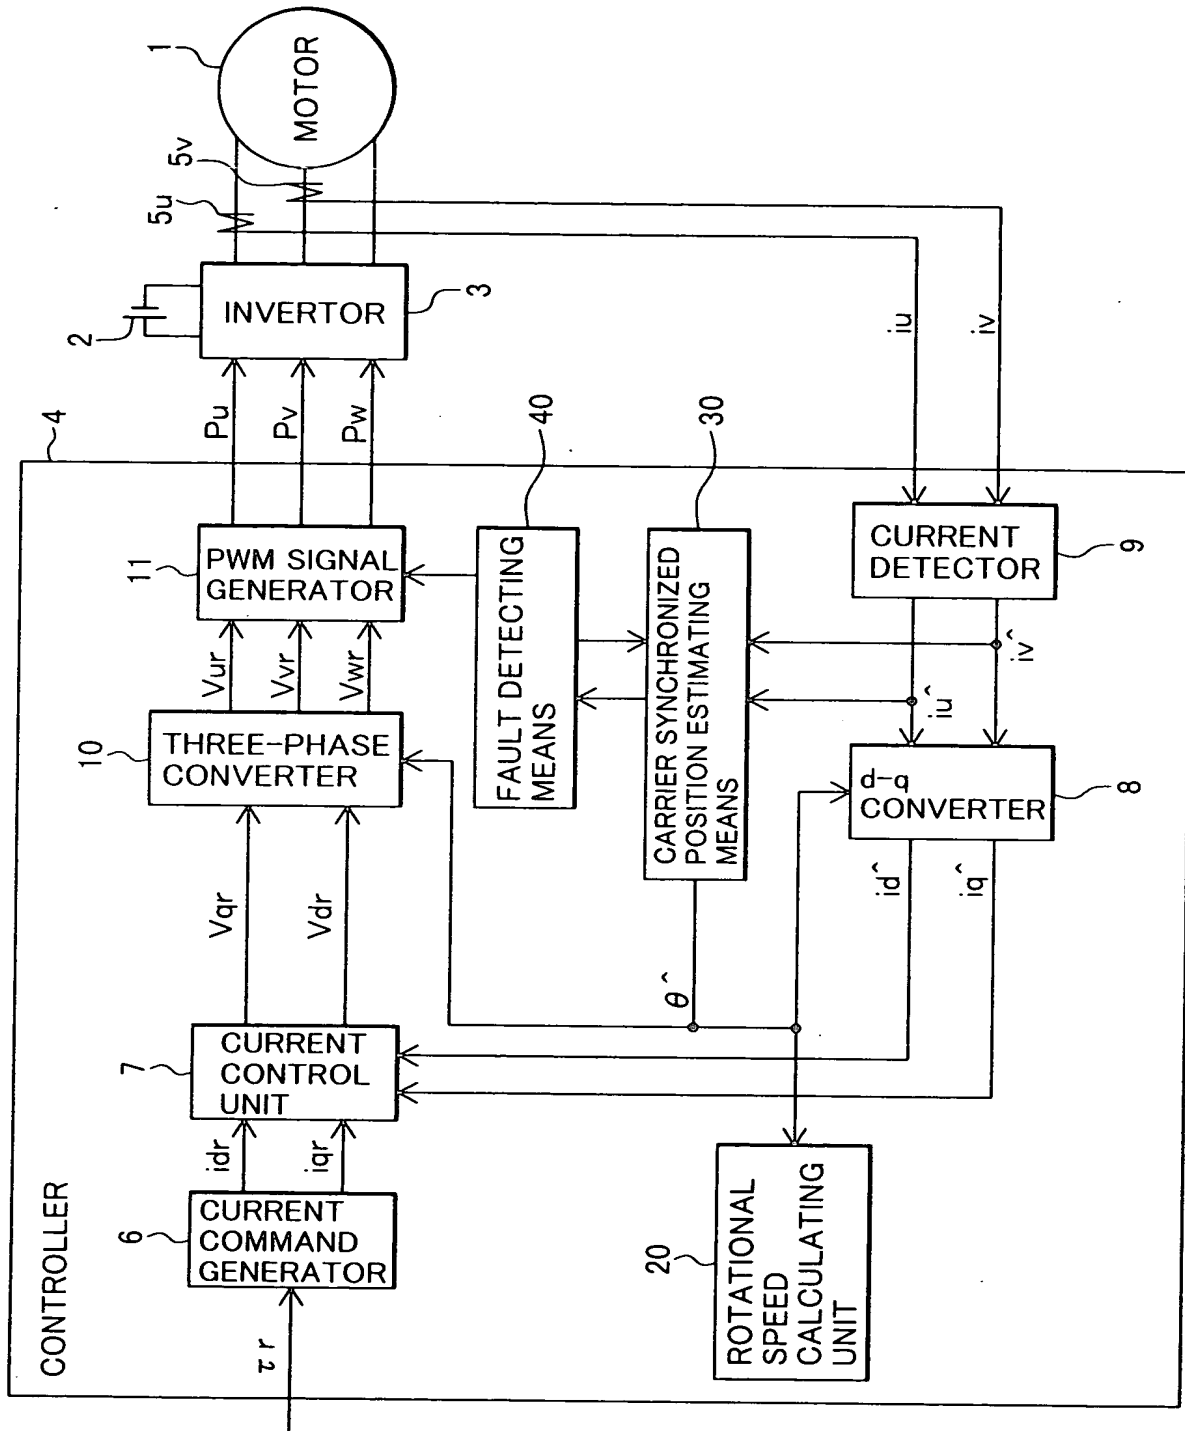 CONTROLLER
4
τr
6
CURRENT
COMMAND
GENERATOR
idr
iqr
7
CURRENT
CONTROL
UNIT
Vqr
Vdr
10
THREE-PHASE
CONVERTER
Vur
Vvr
Vwr
11
PWM SIGNAL
GENERATOR
Pu
Pv
Pw
2
INVERTOR
3
5u
5v
1
MOTOR
FAULT DETECTING
MEANS
40
CARRIER SYNCHRONIZED
POSITION ESTIMATING
MEANS
30
θ^
20
ROTATIONAL
SPEED
CALCULATING
UNIT
id^
iq^
d-q
CONVERTER
8
iu^
iv^
CURRENT
DETECTOR
9
iu
iv